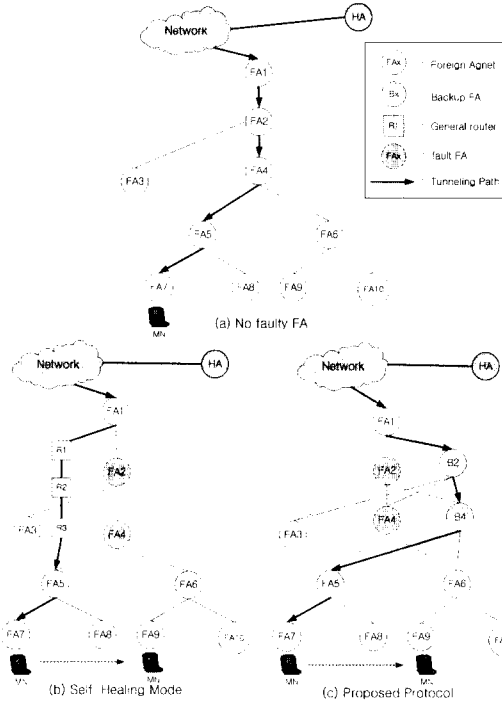 HA
Network
FA1
FA2
FA4
FA3
FA5
FA6
FA7
FA8
FA9
FA10
MN
(a) No faulty FA
FAx : Foreign Agnet
Bx : Backup FA
R1 : General router
FAx : fault FA
: Tunneling Path
Network
HA
FA1
R1
FA2
R2
FA3
R3
FA4
FA5
FA6
FA7
FA8
FA9
FA10
MN
MN
(b) Self Healing Mode
Network
HA
FA1
FA2
B2
FA4
B4
FA3
FA5
FA6
FA7
FA8
FA9
MN
MN
(c) Proposed Protocol